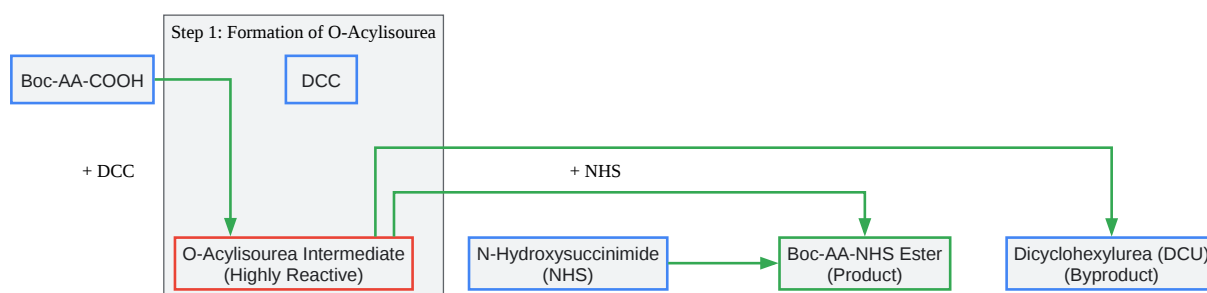 Step 1: Formation of O-Acylisourea
Boc-AA-COOH
DCC
+ DCC
+ NHS
O-Acylisourea Intermediate
(Highly Reactive)
N-Hydroxysuccinimide
(NHS)
Boc-AA-NHS Ester
(Product)
Dicyclohexylurea (DCU)
(Byproduct)